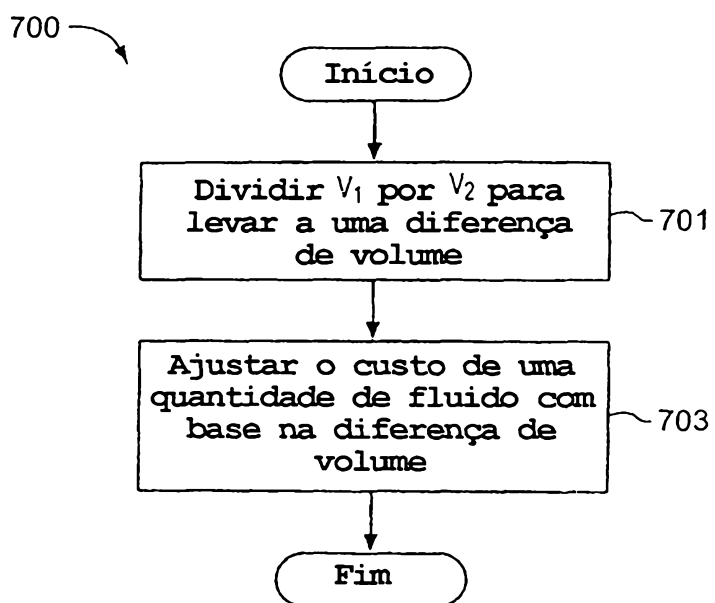 700
Início
Dividir V₁ por V₂ para
levar a uma diferença
de volume
701
Ajustar o custo de uma
quantidade de fluido com
base na diferença de
volume
703
Fim